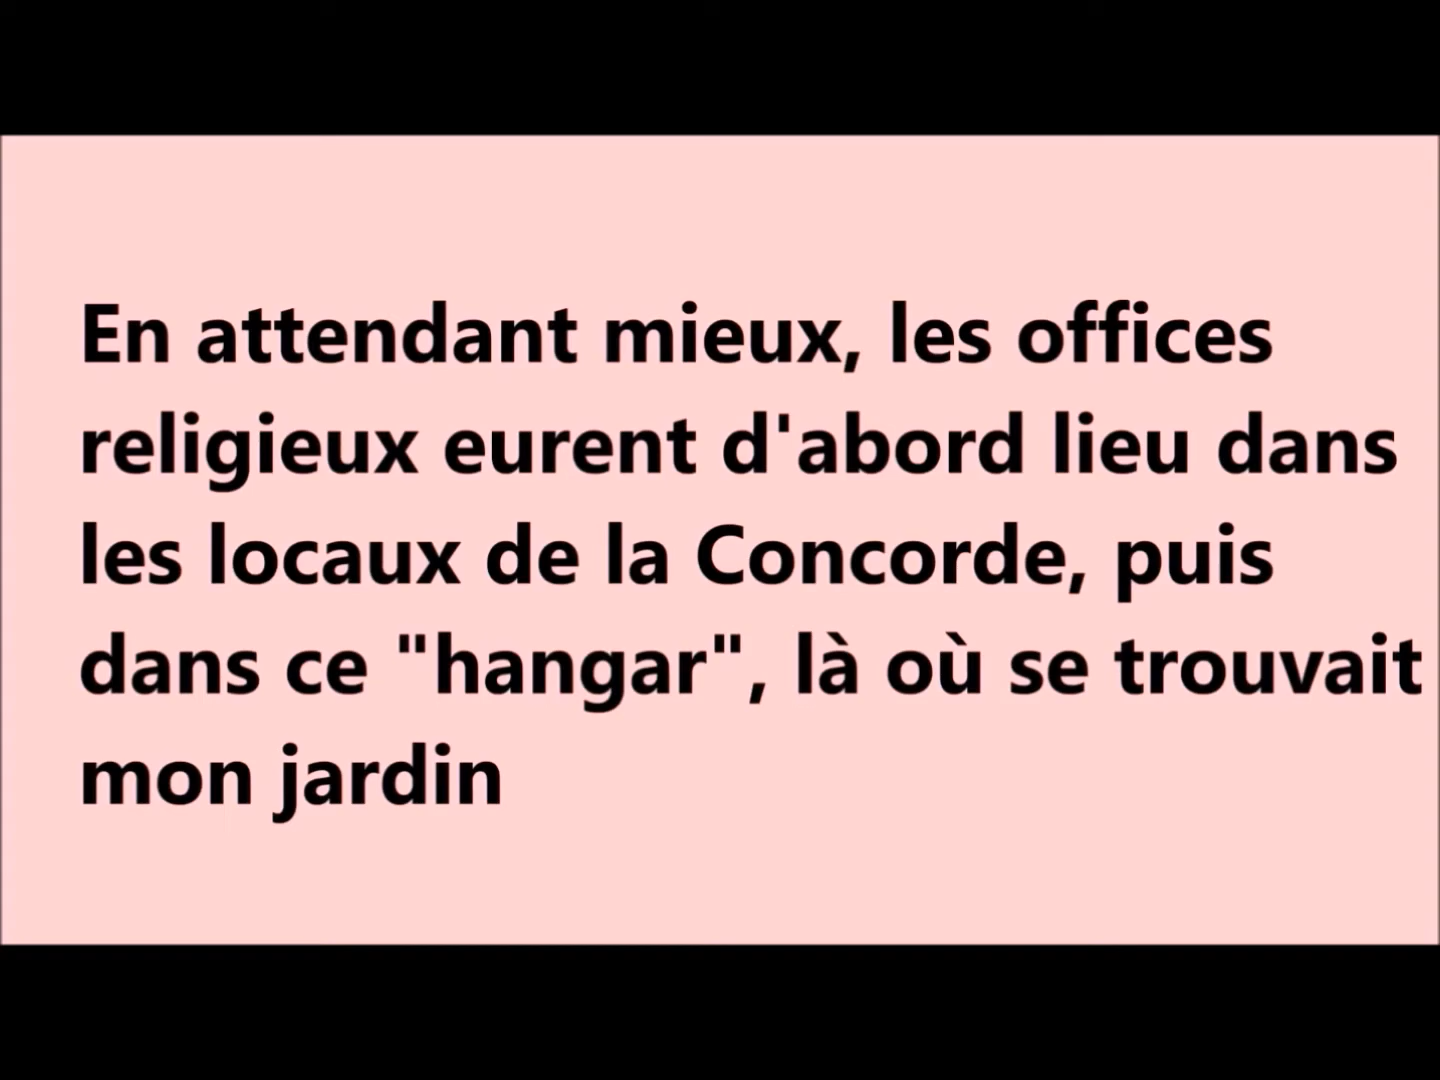 En attendant mieux, les offices
religieux eurent d'abord lieu dans
les locaux de la Concorde, puis
dans ce "hangar", là où se trouvait
mon jardin